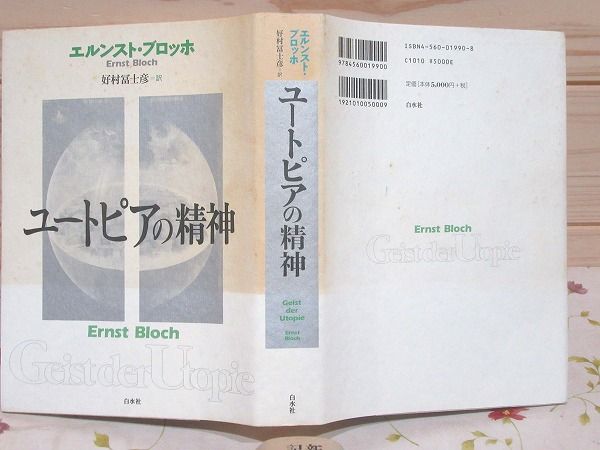 エルンスト・ブロッホ
Ernst Bloch
好村冨士彦=訳
ユートピアの精神
Ernst Bloch
Geist der Utopie
白水社
エルンスト・
ブロッホ
好村冨士彦・訳
ユートピアの精神
Geist
der
Utopie
Ernst
Bloch
白水社
9784560019900
1921010050009
ISBN4-560-01990-8
C1010 ¥5000E
定価[本体5,000円+税]
白水社
Ernst Bloch
Geist der Utopie